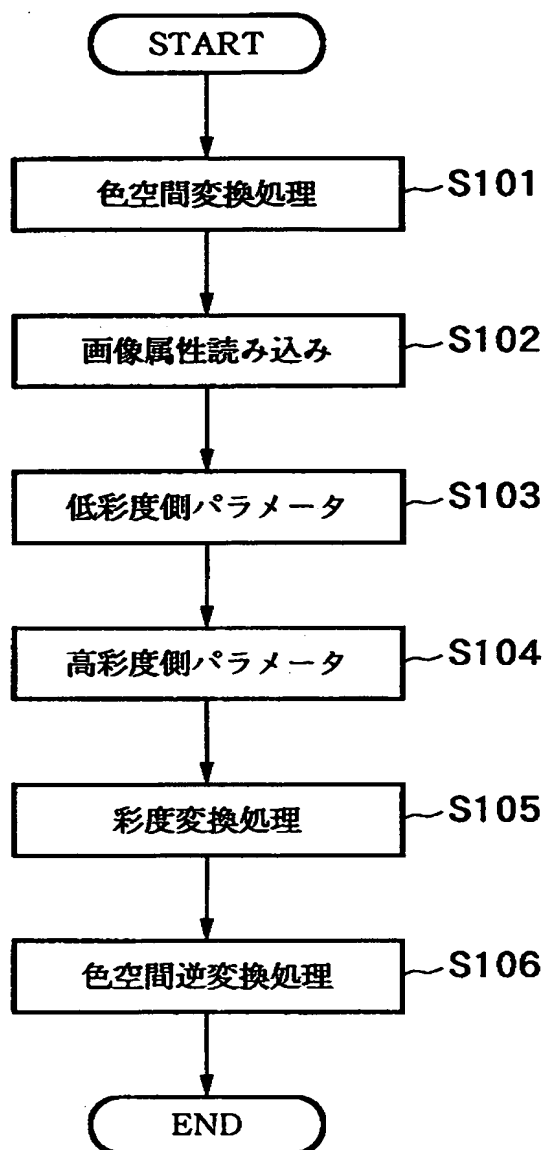 START
色空間変換処理
S101
画像属性読み込み
S102
低彩度側パラメータ
S103
高彩度側パラメータ
S104
彩度変換処理
S105
色空間逆変換処理
S106
END